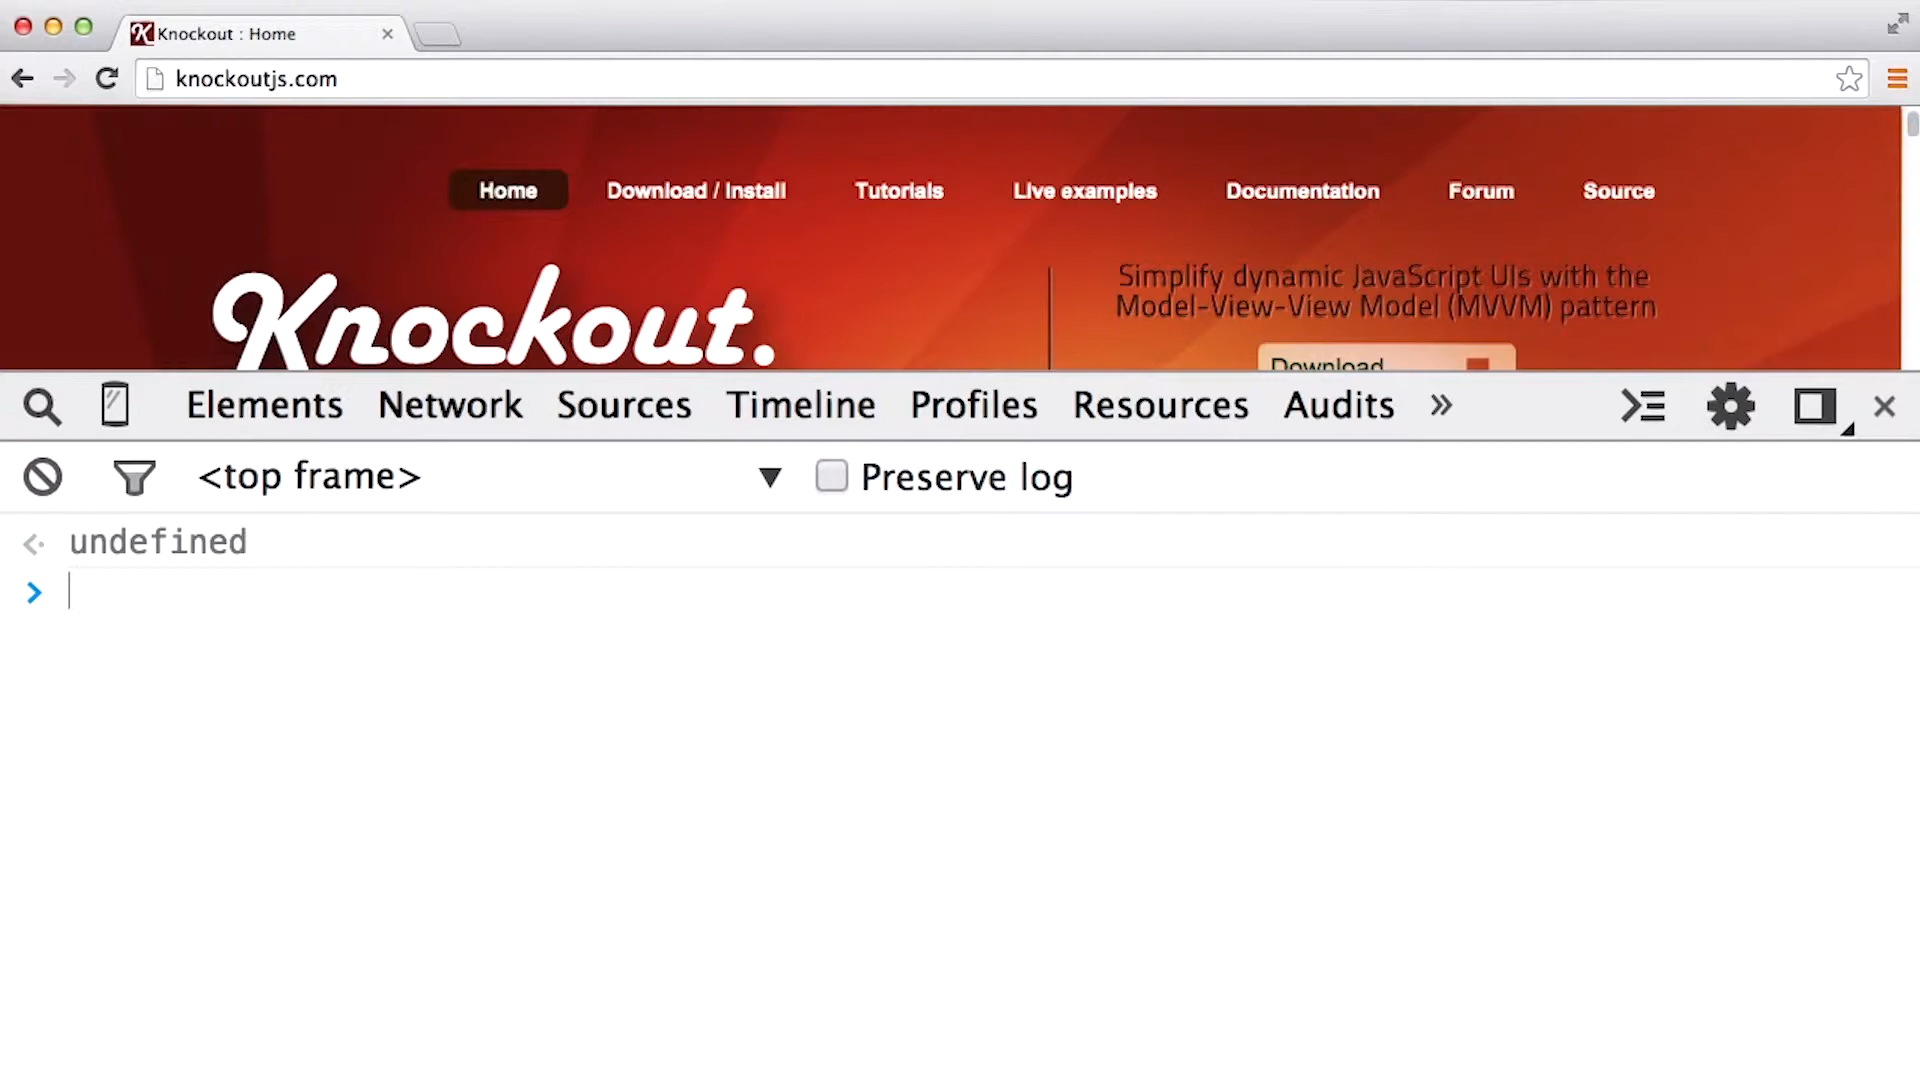 Knockout : Home
knockoutjs.com
Home Download / Install Tutorials Live examples Documentation Forum Source
Knockout.
Simplify dynamic JavaScript UIs with the
Model-View-View Model (MVVM) pattern
Download
Elements Network Sources Timeline Profiles Resources Audits »
<top frame> ▼ Preserve log
undefined